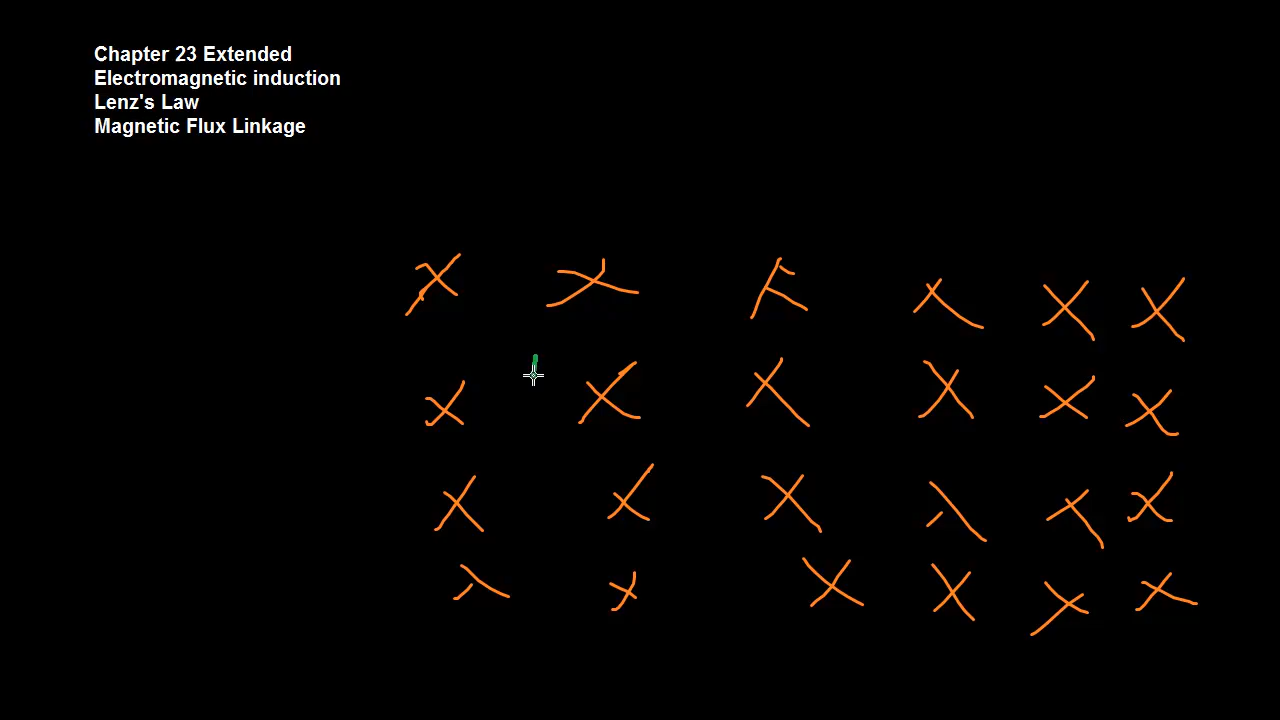 Chapter 23 Extended
Electromagnetic induction
Lenz's Law
Magnetic Flux Linkage